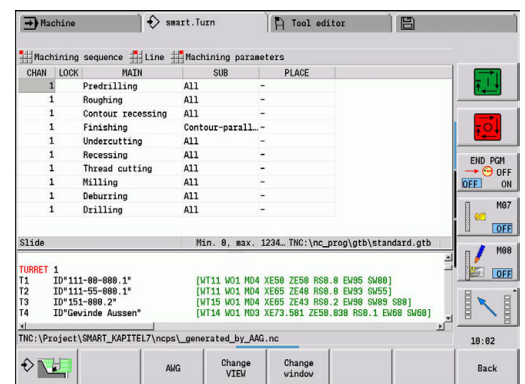 Machine
smart.Turn
Tool editor
Machining sequence Line Machining parameters
CHAN LOCK MAIN SUB PLACE
1 Predrilling All -
1 Roughing All -
1 Contour recessing All -
1 Finishing Contour-parall… -
1 Undercutting All -
1 Recessing All -
1 Thread cutting All -
1 Milling All -
1 Deburring All -
1 Drilling All -
Slide Min. 0, max. 1234… TNC:\nc_prog\gtb\standard.gtb
TURRET 1
T1 ID"111-80-080.1" [WT11 WO1 MD4 XE50 ZE50 RS0.8 EW95 SW80]
T2 ID"111-55-080.1" [WT11 WO1 MD4 XE65 ZE48 RS0.8 EW93 SW55]
T3 ID"151-800.2" [WT15 WO1 MD4 XE65 ZE43 RS0.2 EW90 SW89 SB8]
T4 ID"Gewinde Aussen" [WT14 WO1 MD3 XE73.581 ZE50.038 RS0.1 EW60 SW60]
TNC:\Project\SMART_KAPITEL7\ncps\_generated_by_AAG.nc
AWG
Change VIEW
Change window
I
O
END PGM
OFF
OFF ON
M07
OFF
M08
OFF
10:02
Back